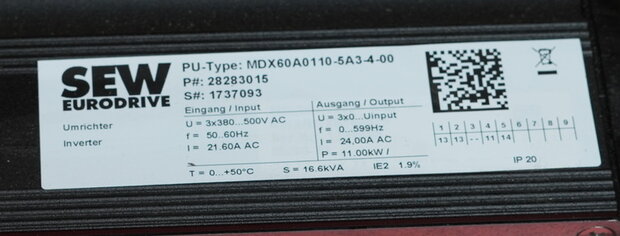 SEW
EURODRIVE
Umrichter
Inverter
PU-Type: MDX60A0110-5A3-4-00
P#: 28283015
S#: 1737093
Eingang / Input
U = 3x380...500V AC
f = 50...60Hz
I = 21.60A AC
Ausgang / Output
U = 3x0...Uinput
f = 0...599Hz
I = 24,00A AC
P = 11.00kW /
T = 0...+50°C S = 16.6kVA IE2 1.9%
1 2 3 4 5 6 7 8 9
13 13 -- 11 14
IP 20